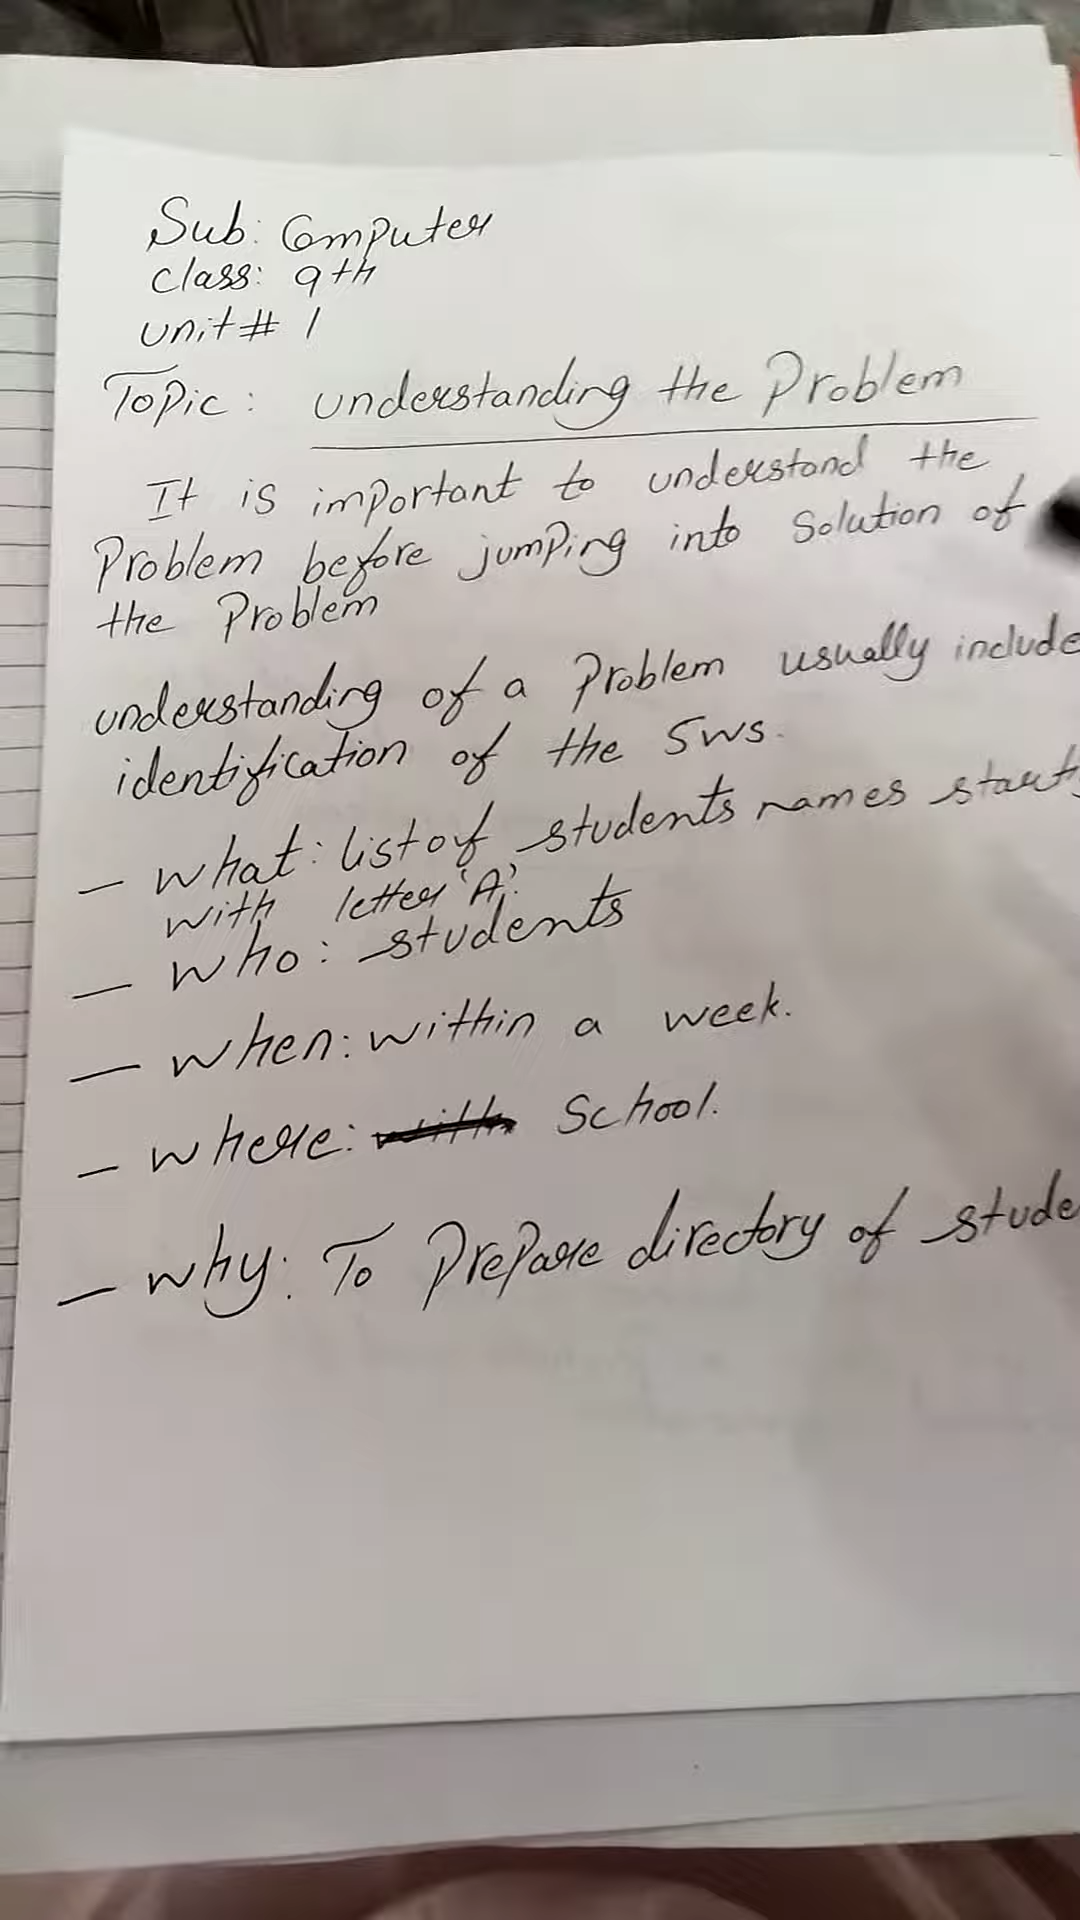 Sub: Computer
class: 9th
unit# 1
Topic: understanding the Problem
It is important to understand the
Problem before jumping into Solution of
the Problem
understanding of a Problem usually include
identification of the 5ws.
- what: list of students names start
with letter 'A'.
- who: students
- when: within a week.
- where: with School.
- why: To Prepare directory of stude